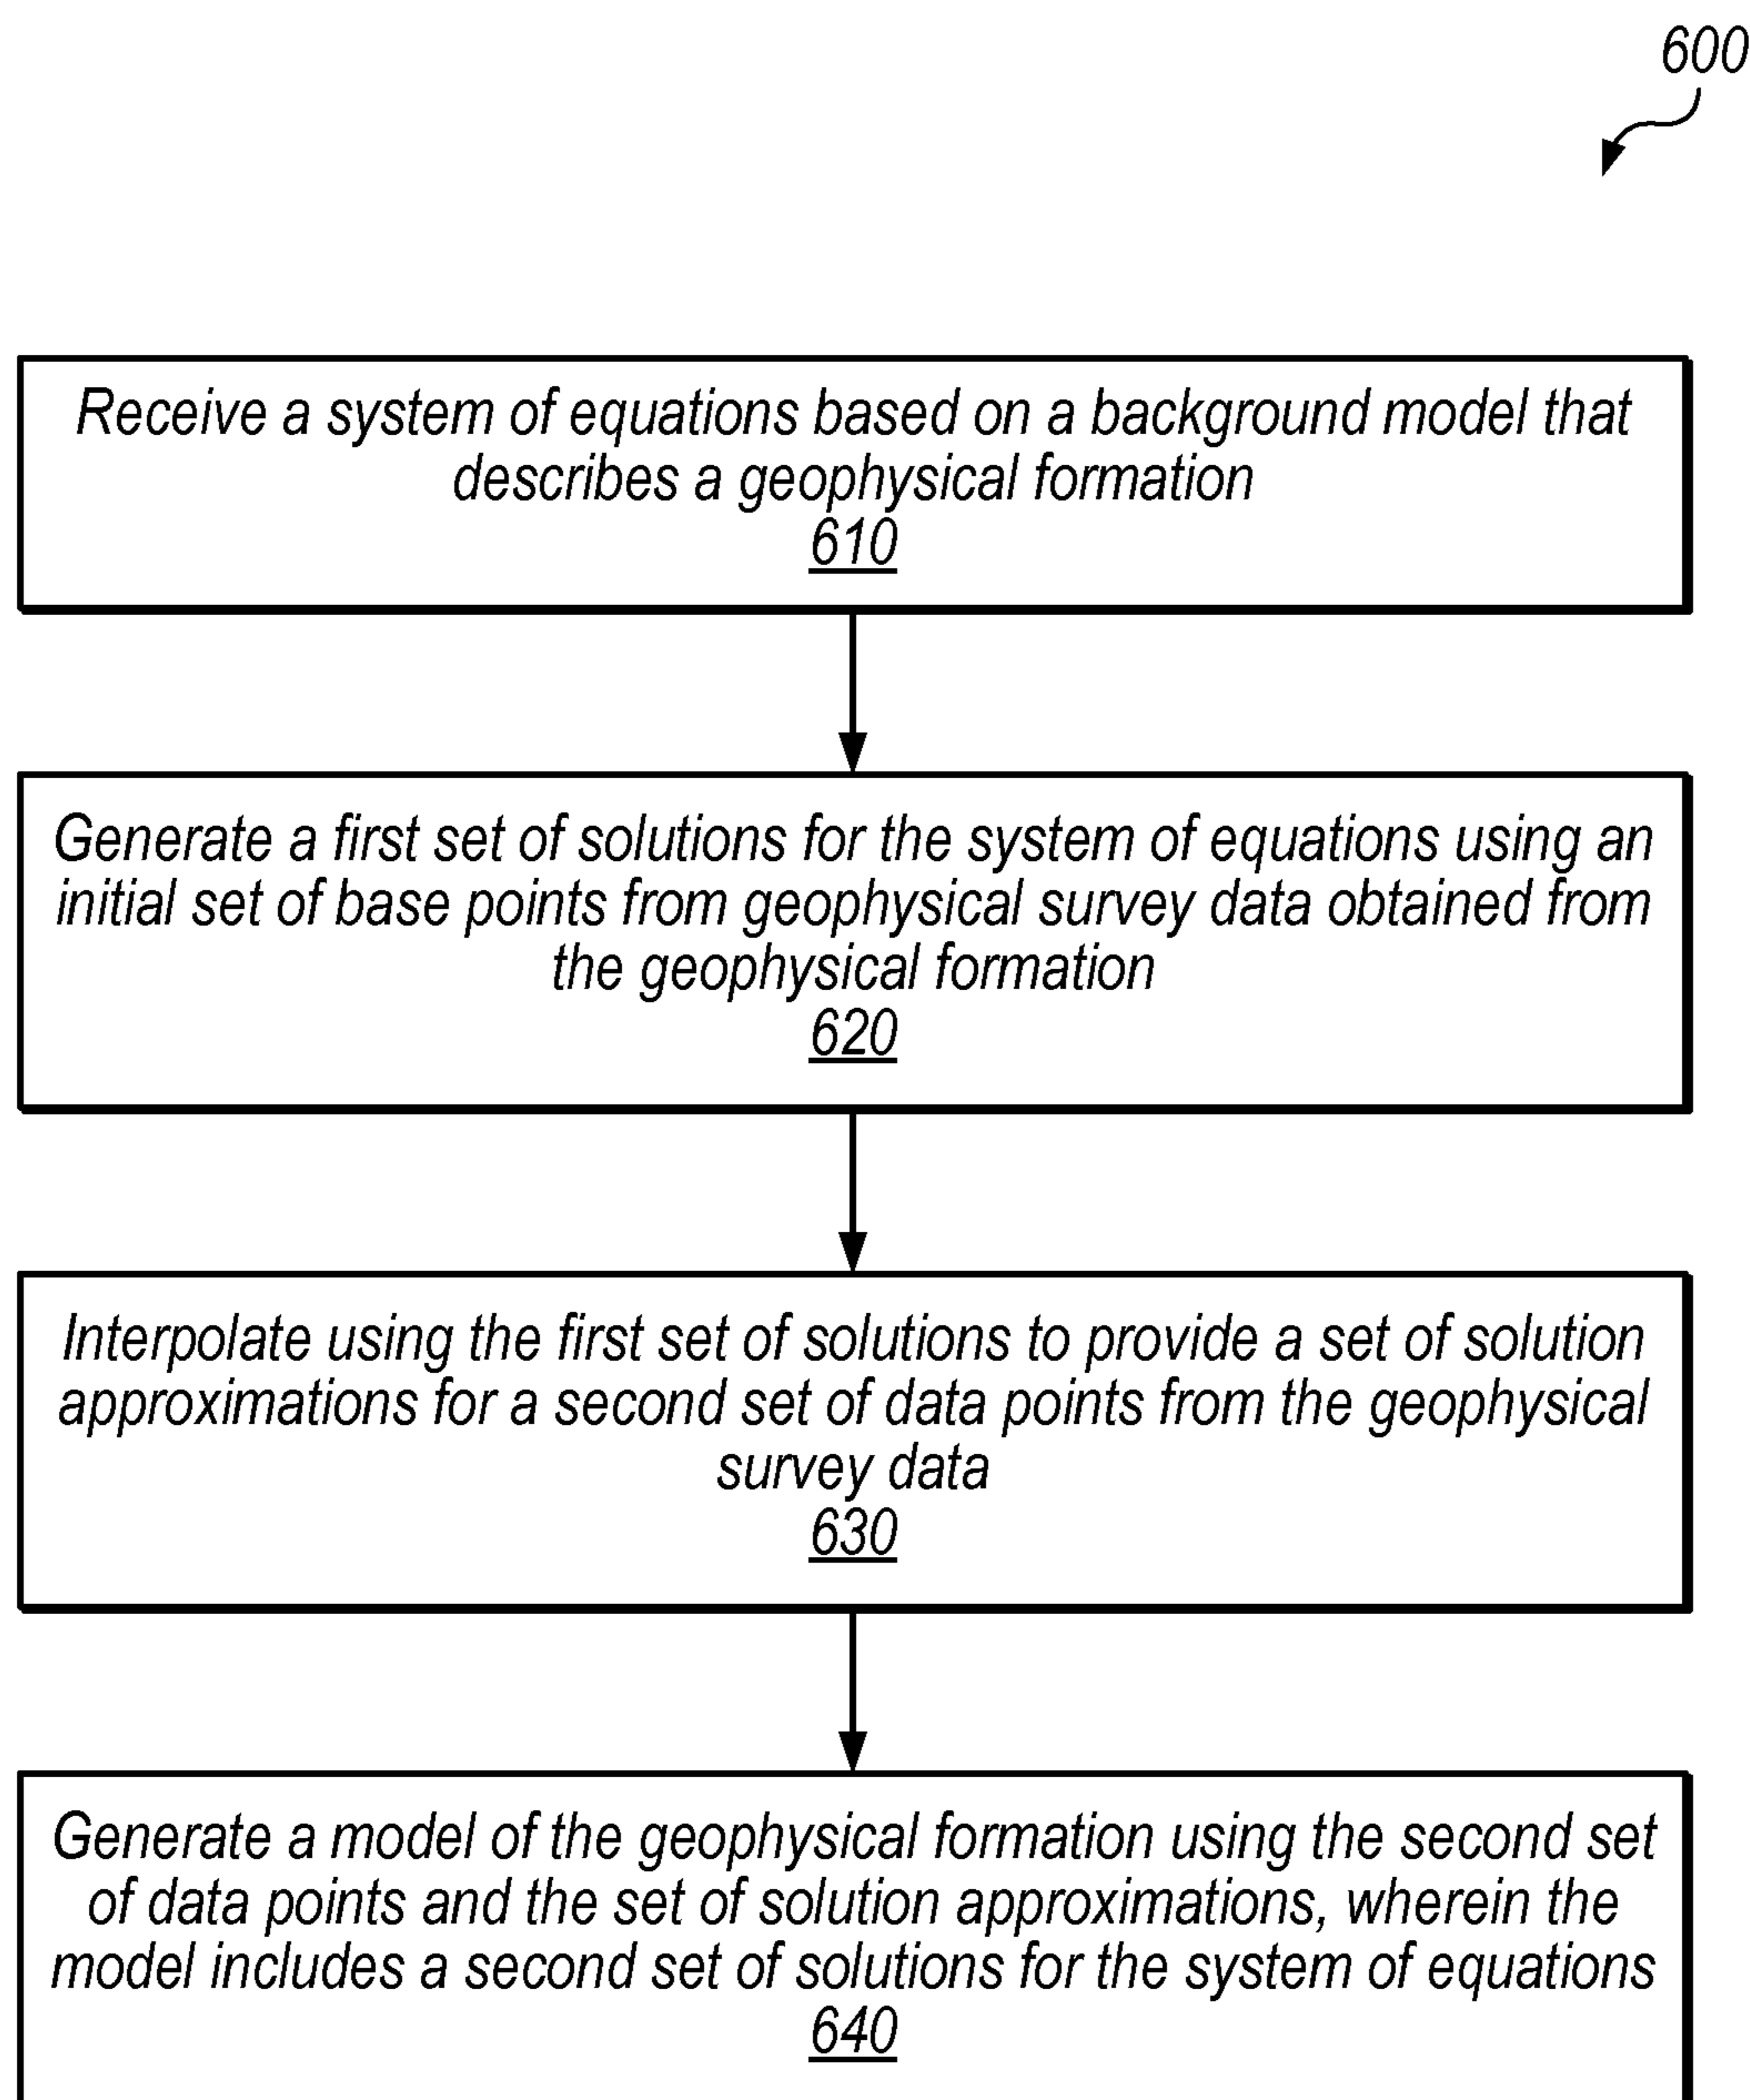 600
Receive a system of equations based on a background model that
describes a geophysical formation
610
Generate a first set of solutions for the system of equations using an
initial set of base points from geophysical survey data obtained from
the geophysical formation
620
Interpolate using the first set of solutions to provide a set of solution
approximations for a second set of data points from the geophysical
survey data
630
Generate a model of the geophysical formation using the second set
of data points and the set of solution approximations, wherein the
model includes a second set of solutions for the system of equations
640